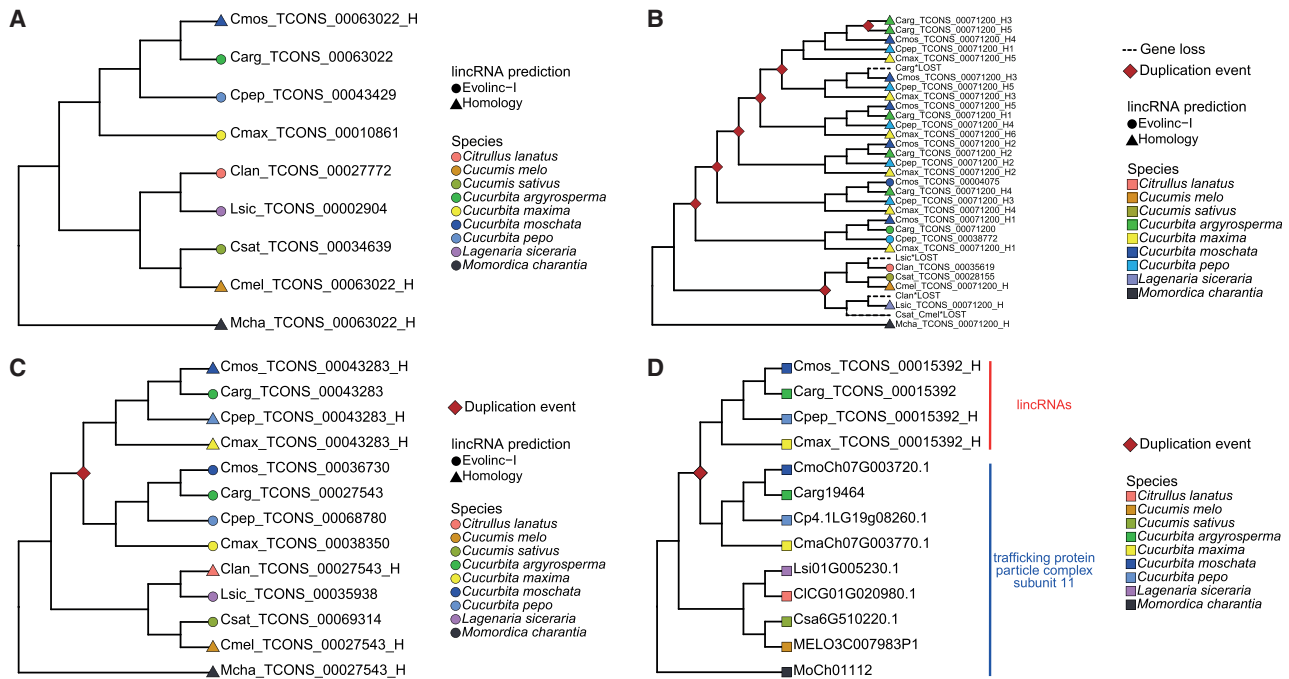 A
Cmos_TCONS_00063022_H
Carg_TCONS_00063022
Cpep_TCONS_00043429
Cmax_TCONS_00010861
Clan_TCONS_00027772
Lsic_TCONS_00002904
Csat_TCONS_00034639
Cmel_TCONS_00063022_H
Mcha_TCONS_00063022_H
lincRNA prediction
Evolinc−I
Homology
Species
Citrullus lanatus
Cucumis melo
Cucumis sativus
Cucurbita argyrosperma
Cucurbita maxima
Cucurbita moschata
Cucurbita pepo
Lagenaria siceraria
Momordica charantia
B
Carg_TCONS_00071200_H3
Carg_TCONS_00071200_H5
Cmos_TCONS_00071200_H4
Cpep_TCONS_00071200_H1
Cmax_TCONS_00071200_H5
Carg*LOST
Cmos_TCONS_00071200_H3
Cpep_TCONS_00071200_H5
Cmax_TCONS_00071200_H3
Cmos_TCONS_00071200_H5
Carg_TCONS_00071200_H1
Cpep_TCONS_00071200_H4
Cmax_TCONS_00071200_H6
Cmos_TCONS_00071200_H2
Carg_TCONS_00071200_H2
Cpep_TCONS_00071200_H2
Cmax_TCONS_00071200_H2
Cmos_TCONS_00004075
Carg_TCONS_00071200_H4
Cpep_TCONS_00071200_H3
Cmax_TCONS_00071200_H4
Cmos_TCONS_00071200_H1
Carg_TCONS_00071200
Cpep_TCONS_00038772
Cmax_TCONS_00071200_H1
Lsic*LOST
Clan_TCONS_00035619
Csat_TCONS_00028155
Cmel_TCONS_00071200_H
Clan*LOST
Lsic_TCONS_00071200_H
Csat_Cmel*LOST
Mcha_TCONS_00071200_H
Gene loss
Duplication event
lincRNA prediction
Evolinc−I
Homology
Species
Citrullus lanatus
Cucumis melo
Cucumis sativus
Cucurbita argyrosperma
Cucurbita maxima
Cucurbita moschata
Cucurbita pepo
Lagenaria siceraria
Momordica charantia
C
Cmos_TCONS_00043283_H
Carg_TCONS_00043283
Cpep_TCONS_00043283_H
Cmax_TCONS_00043283_H
Cmos_TCONS_00036730
Carg_TCONS_00027543
Cpep_TCONS_00068780
Cmax_TCONS_00038350
Clan_TCONS_00027543_H
Lsic_TCONS_00035938
Csat_TCONS_00069314
Cmel_TCONS_00027543_H
Mcha_TCONS_00027543_H
Duplication event
lincRNA prediction
Evolinc−I
Homology
Species
Citrullus lanatus
Cucumis melo
Cucumis sativus
Cucurbita argyrosperma
Cucurbita maxima
Cucurbita moschata
Cucurbita pepo
Lagenaria siceraria
Momordica charantia
D
Cmos_TCONS_00015392_H
Carg_TCONS_00015392
Cpep_TCONS_00015392_H
Cmax_TCONS_00015392_H
CmoCh07G003720.1
Carg19464
Cp4.1LG19g08260.1
CmaCh07G003770.1
Lsi01G005230.1
ClCG01G020980.1
Csa6G510220.1
MELO3C007983P1
MoCh01112
lincRNAs
trafficking protein
particle complex
subunit 11
Duplication event
Species
Citrullus lanatus
Cucumis melo
Cucumis sativus
Cucurbita argyrosperma
Cucurbita maxima
Cucurbita moschata
Cucurbita pepo
Lagenaria siceraria
Momordica charantia